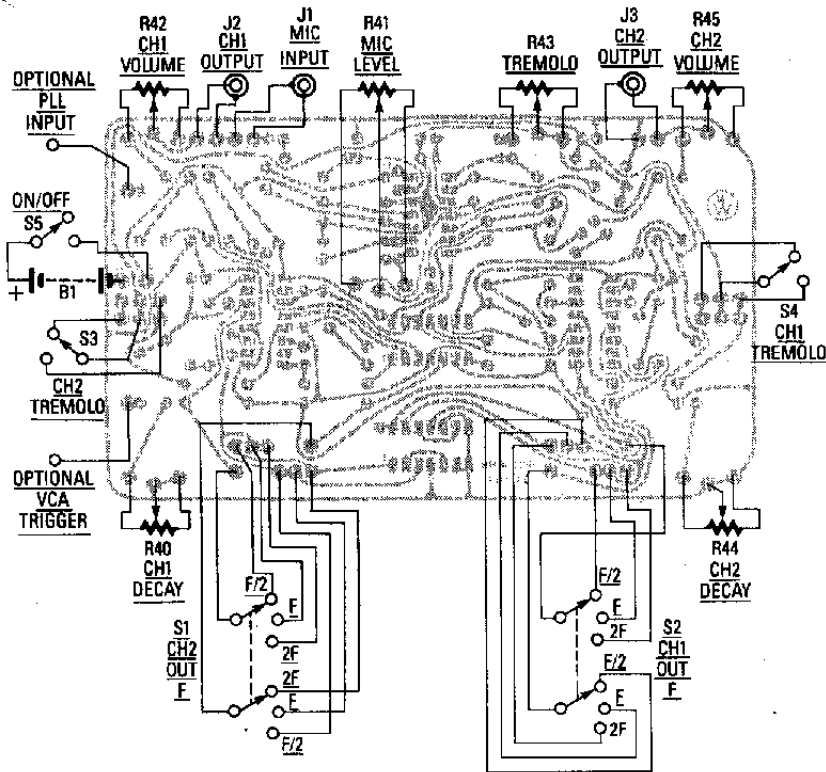 R42
CH1
VOLUME
J2
CH1
OUTPUT
J1
MIC
INPUT
R41
MIC
LEVEL
R43
TREMOLO
J3
CH2
OUTPUT
R45
CH2
VOLUME
OPTIONAL
PLL
INPUT
ON/OFF
S5
+
B1
S3
CH2
TREMOLO
S4
CH1
TREMOLO
OPTIONAL
VCA
TRIGGER
R40
CH1
DECAY
R44
CH2
DECAY
F/2
F
2F
S1
CH2
OUT
F
2F
F
F/2
F/2
F
2F
S2
CH1
OUT
F
F/2
F
2F